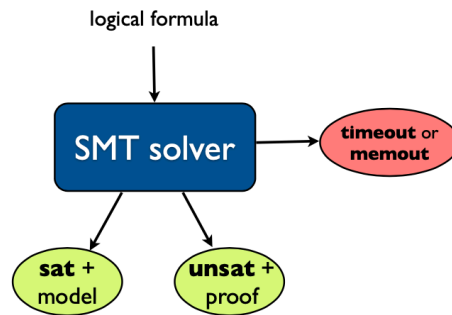 logical formula
SMT solver
timeout or
memout
sat +
model
unsat +
proof